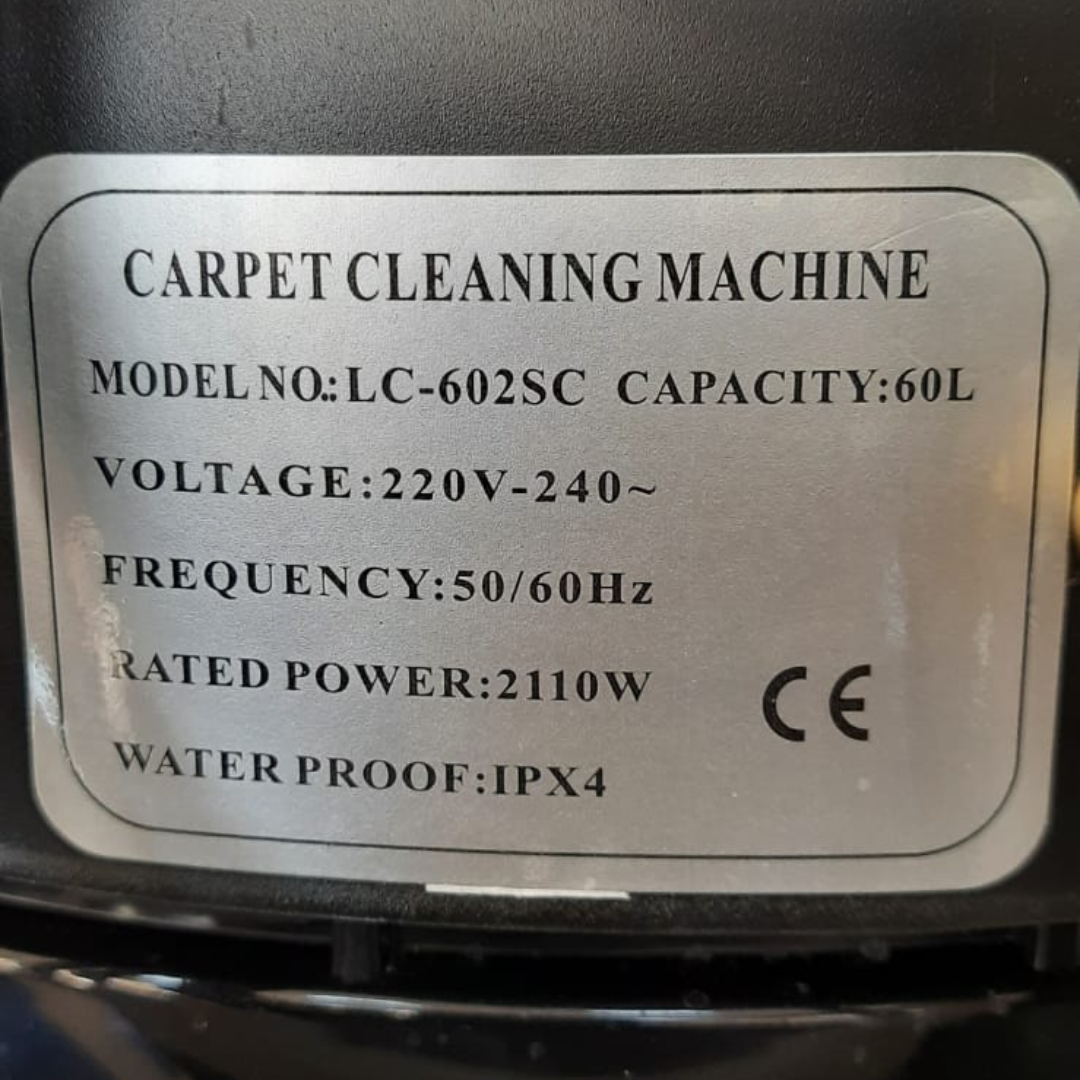 CARPET CLEANING MACHINE
MODEL NO.: LC-602SC CAPACITY:60L
VOLTAGE:220V-240~
FREQUENCY:50/60Hz
RATED POWER:2110W
CE
WATER PROOF:IPX4